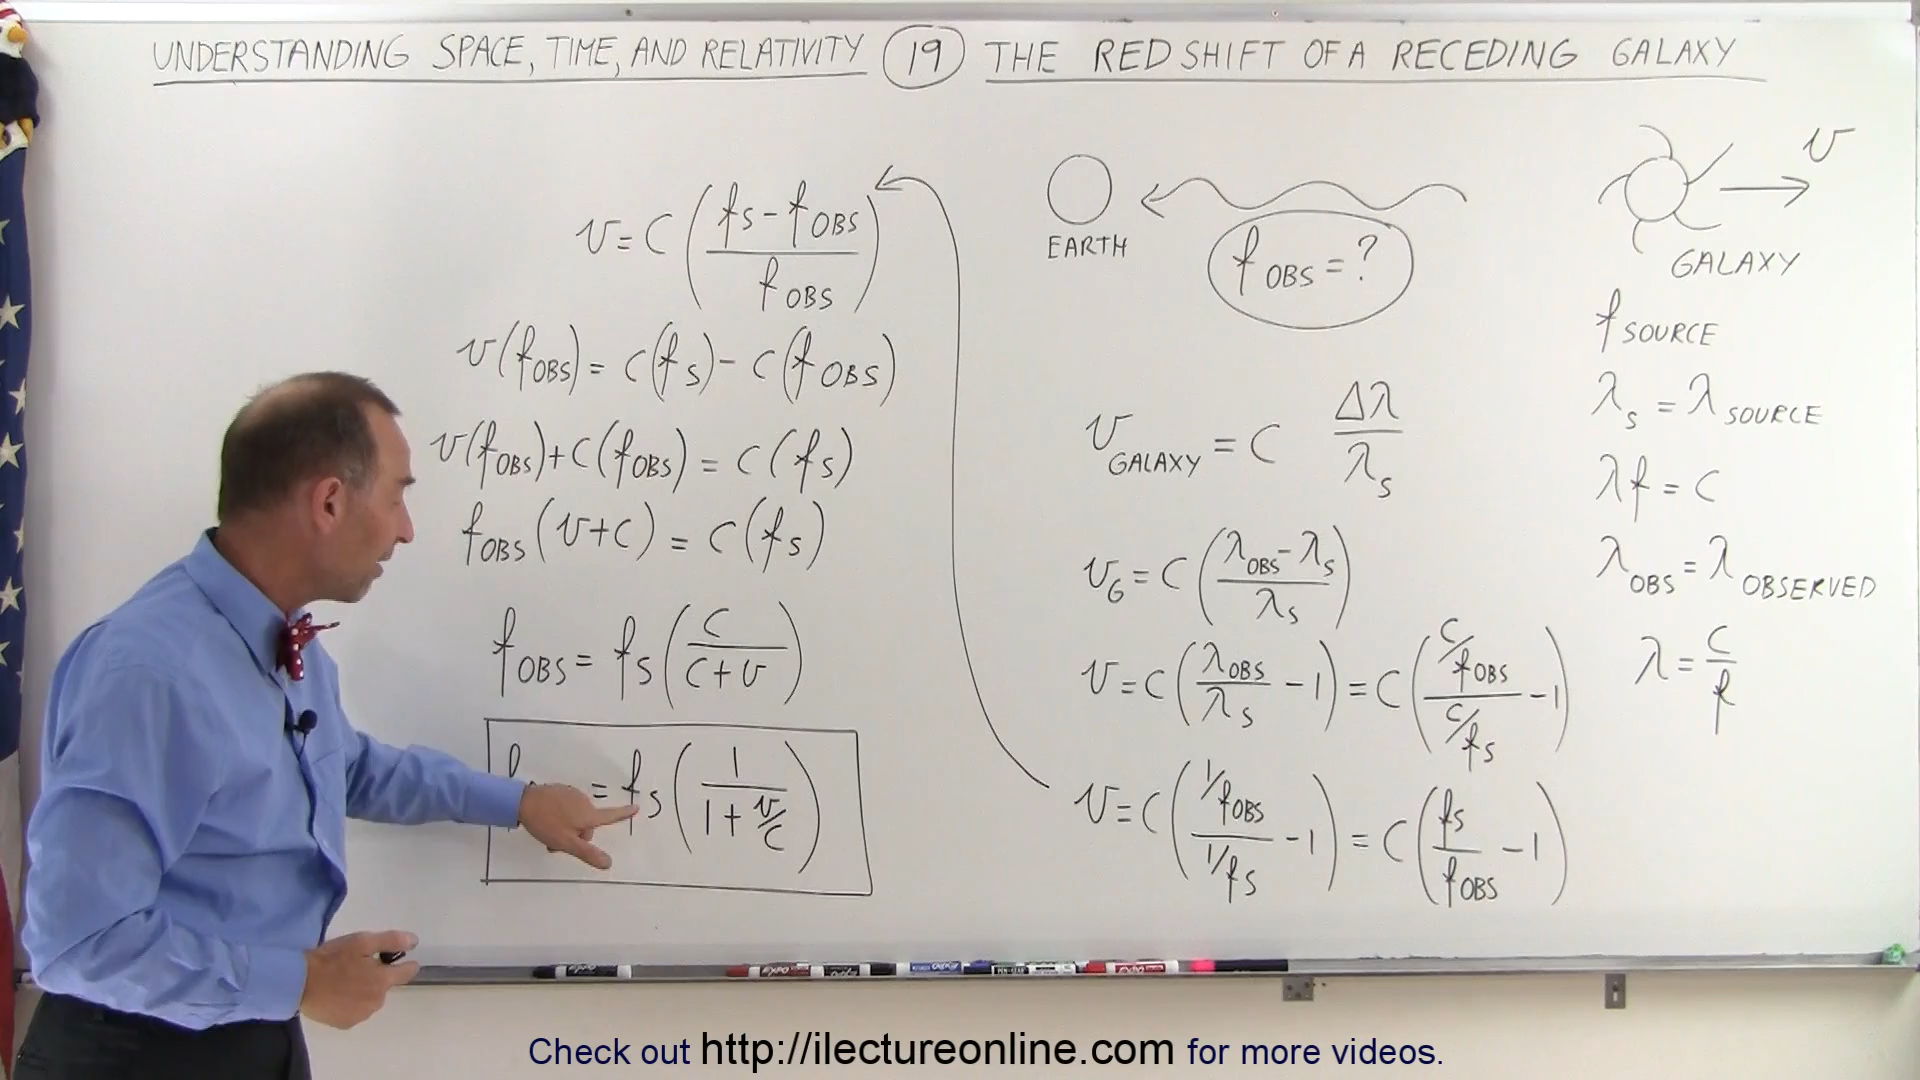 UNDERSTANDING SPACE, TIME, AND RELATIVITY (19) THE RED SHIFT OF A RECEDING GALAXY
v = c ( (fs - fOBS) / fOBS )
v(fOBS) = c(fs) - c(fOBS)
v(fOBS) + c(fOBS) = c(fs)
fOBS (v + c) = c(fs)
fOBS = fs ( c / (c + v) )
= fs ( 1 / (1 + v/c) )
EARTH
fOBS = ?
v
GALAXY
vGALAXY = c Δλ / λs
vG = c ( (λOBS - λs) / λs )
v = c ( λOBS / λs - 1 ) = c ( (c/fOBS) / (c/fs) - 1 )
v = c ( (1/fOBS) / (1/fs) - 1 ) = c ( fs / fOBS - 1 )
fSOURCE
λs = λSOURCE
λf = c
λOBS = λOBSERVED
λ = c / f
Check out http://ilectureonline.com for more videos.